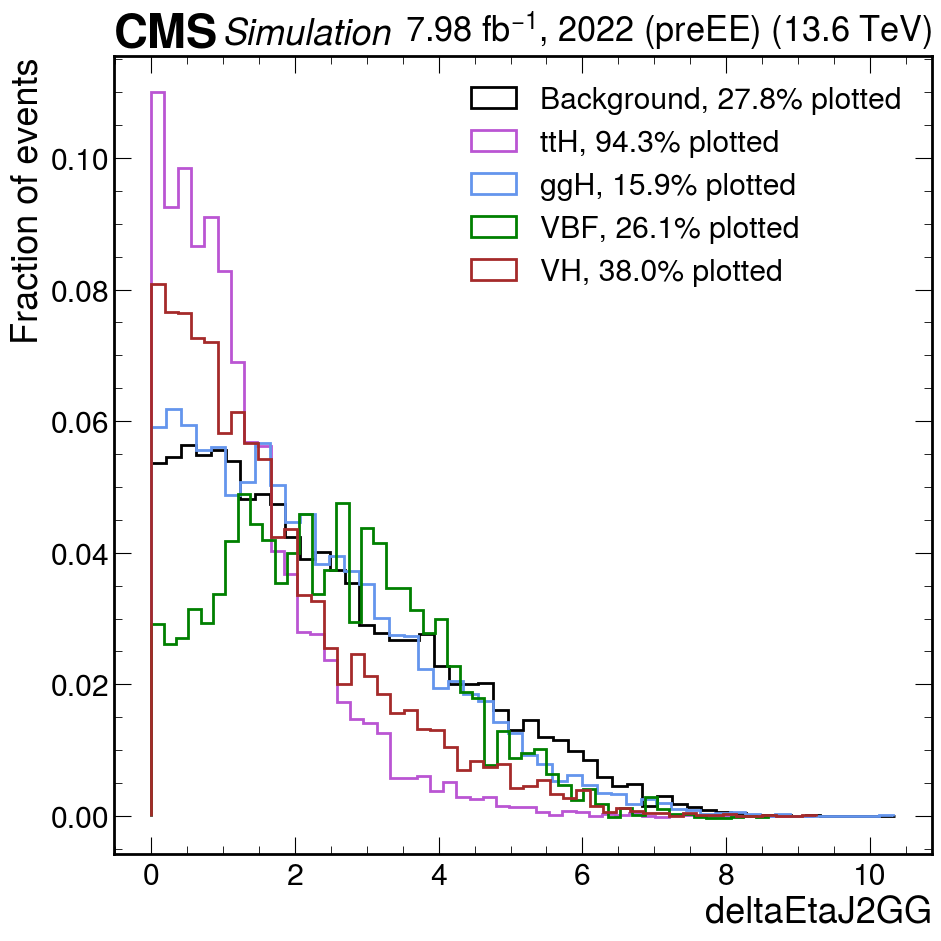 CMS Simulation 7.98 fb⁻¹, 2022 (preEE) (13.6 TeV)
Fraction of events
Background, 27.8% plotted
ttH, 94.3% plotted
ggH, 15.9% plotted
VBF, 26.1% plotted
VH, 38.0% plotted
0.10
0.08
0.06
0.04
0.02
0.00
0 2 4 6 8 10
deltaEtaJ2GG